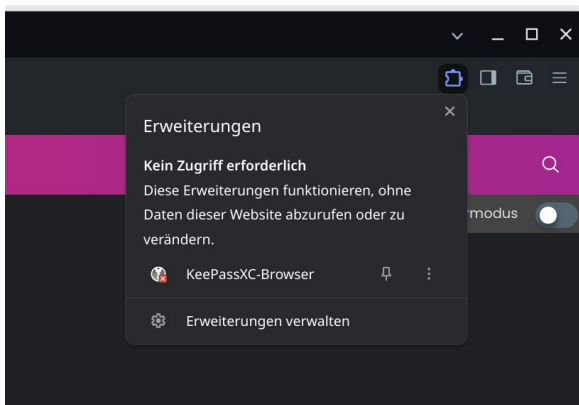 Erweiterungen
Kein Zugriff erforderlich
Diese Erweiterungen funktionieren, ohne
Daten dieser Website abzurufen oder zu
verändern.
KeePassXC-Browser
Erweiterungen verwalten